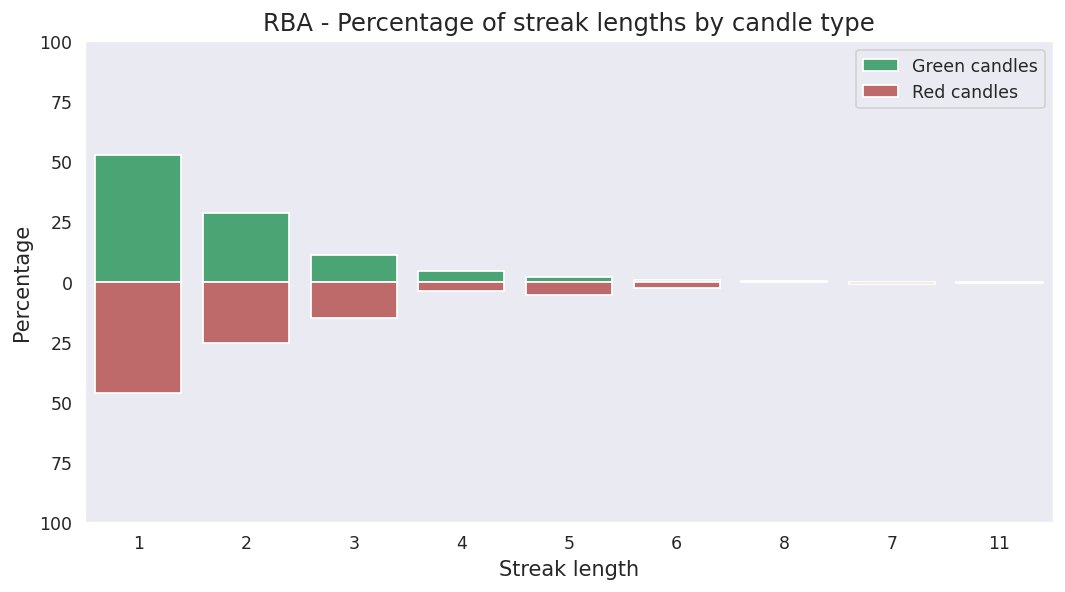 RBA - Percentage of streak lengths by candle type
Green candles
Red candles
Percentage
100
75
50
25
0
25
50
75
100
1 2 3 4 5 6 8 7 11
Streak length